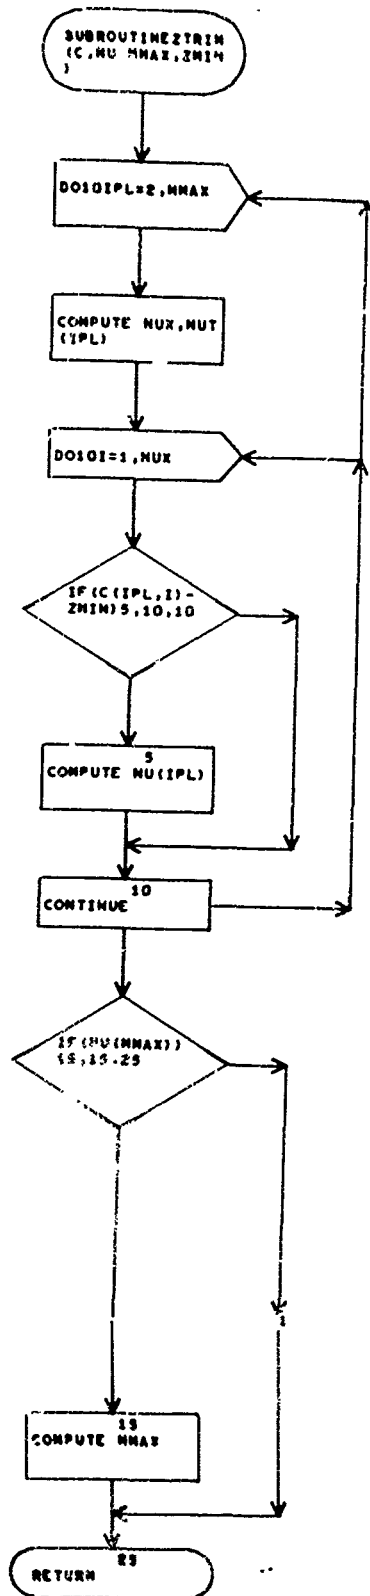 SUBROUTINEZTRIM
(C,NU,MMAX,ZMIN
)
DO10IPL=2,MMAX
COMPUTE NUX,NUT
(IPL)
DO10I=1,NUX
IF(C(IPL,I)-
ZMIN)5,10,10
5
COMPUTE NU(IPL)
10
CONTINUE
IF(NU(MMAX))
15,15,25
1
15
COMPUTE MMAX
25
RETURN